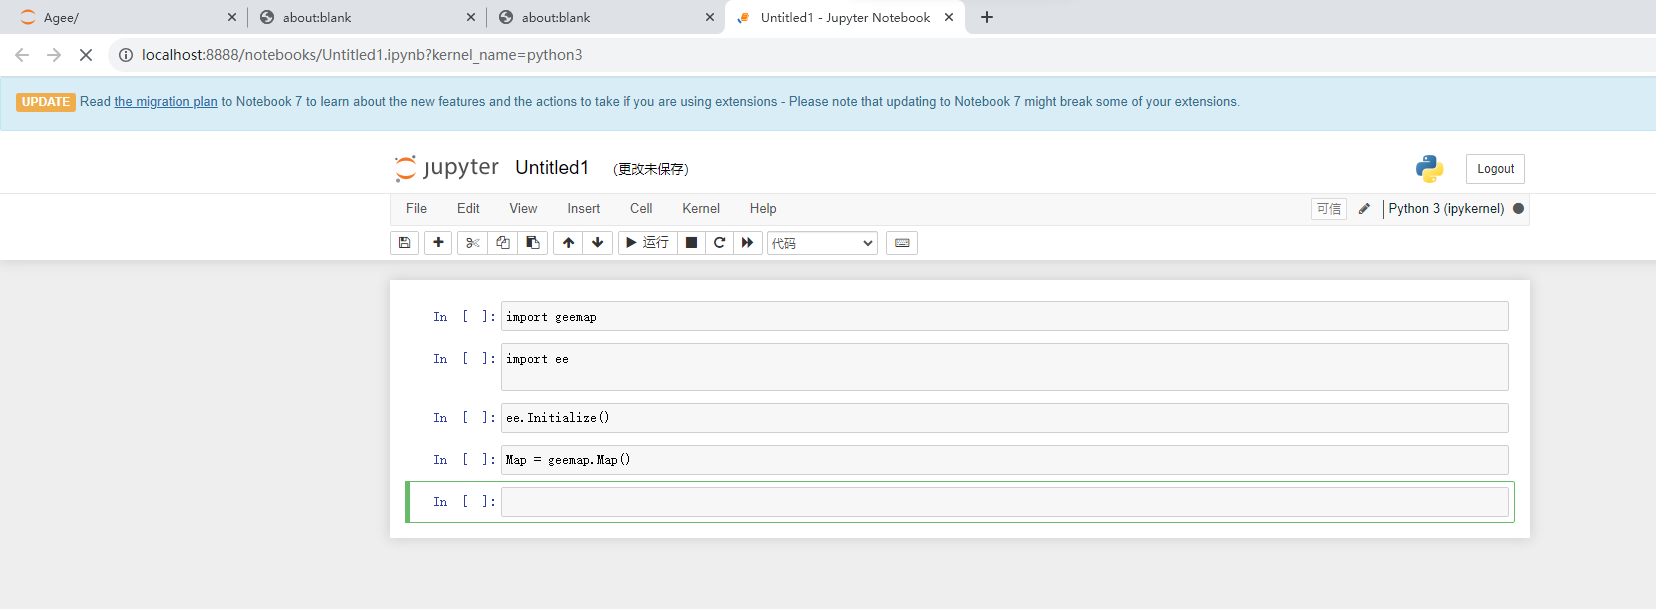 Agee/
about:blank
about:blank
Untitled1 - Jupyter Notebook
localhost:8888/notebooks/Untitled1.ipynb?kernel_name=python3
UPDATE Read the migration plan to Notebook 7 to learn about the new features and the actions to take if you are using extensions - Please note that updating to Notebook 7 might break some of your extensions.
jupyter Untitled1 (更改未保存)
Logout
File Edit View Insert Cell Kernel Help
可信 Python 3 (ipykernel)
运行 代码
In [ ]: import geemap
In [ ]: import ee
In [ ]: ee.Initialize()
In [ ]: Map = geemap.Map()
In [ ]: